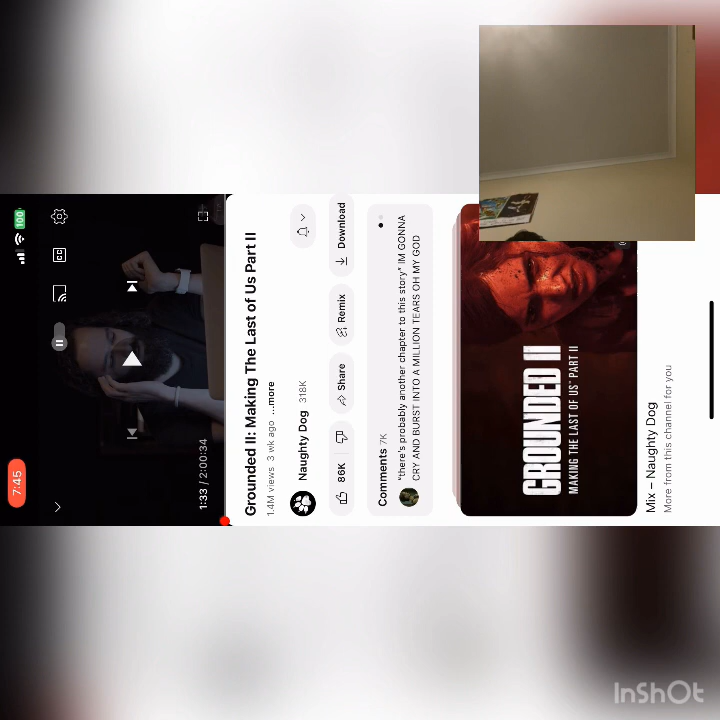 7:45
100
1:33 / 2:00:34
Grounded II: Making The Last of Us Part II
1.4M views 3 wk ago ...more
Naughty Dog 318K
86K Share Remix Download
Comments 7K
"there's probably another chapter to this story" IM GONNA
CRY AND BURST INTO A MILLION TEARS OH MY GOD
GROUNDED II
MAKING THE LAST OF US PART II
Mix – Naughty Dog
More from this channel for you
InShOt